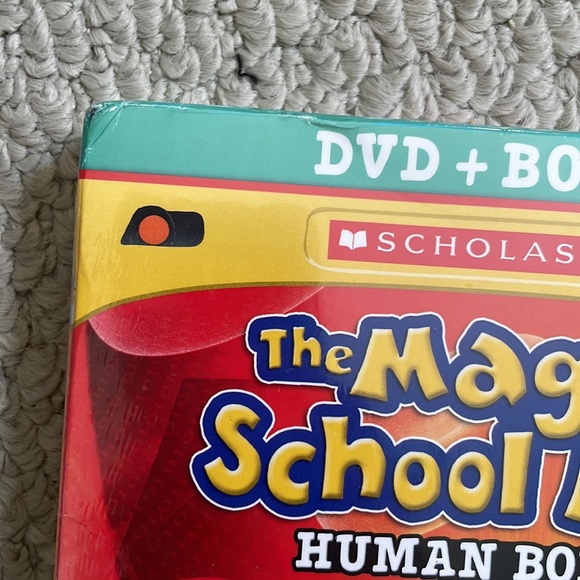 DVD + BO
SCHOLAS
The Mag
School
HUMAN BO